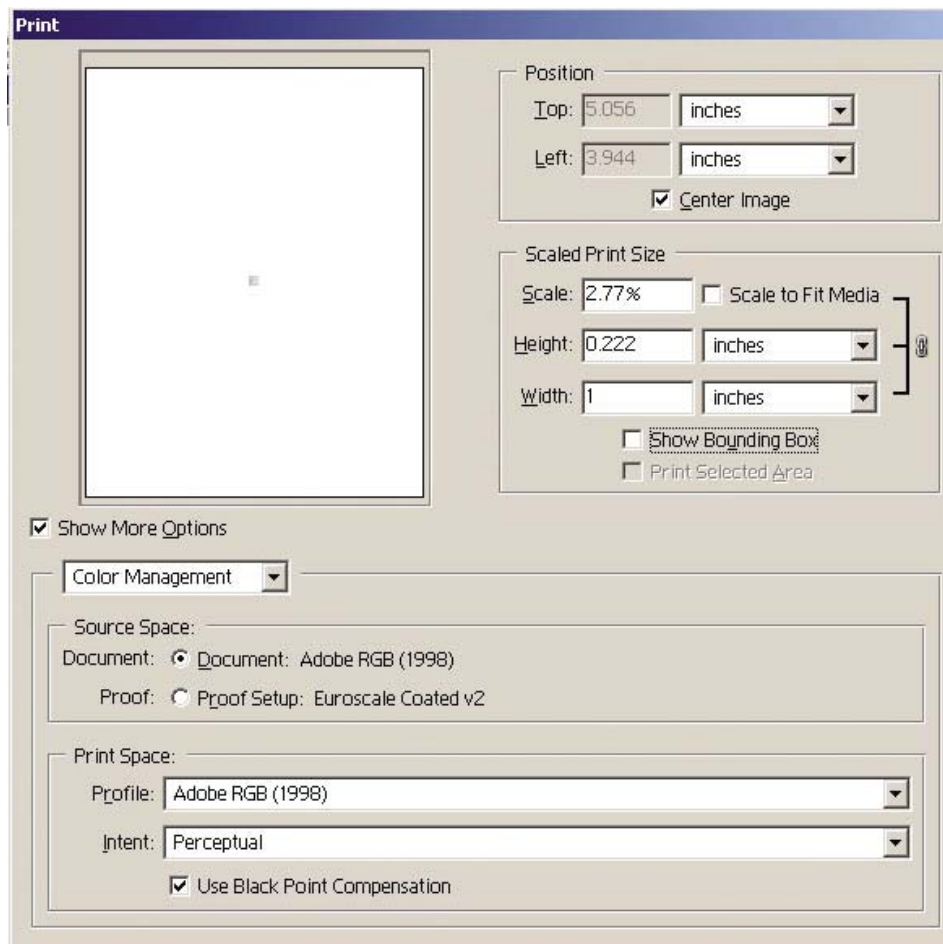 Print
Position
Top: 5.056 inches
Left: 3.944 inches
Center Image
Scaled Print Size
Scale: 2.77% Scale to Fit Media
Height: 0.222 inches
Width: 1 inches
Show Bounding Box
Print Selected Area
Show More Options
Color Management
Source Space:
Document: Document: Adobe RGB (1998)
Proof: Proof Setup: Euroscale Coated v2
Print Space:
Profile: Adobe RGB (1998)
Intent: Perceptual
Use Black Point Compensation